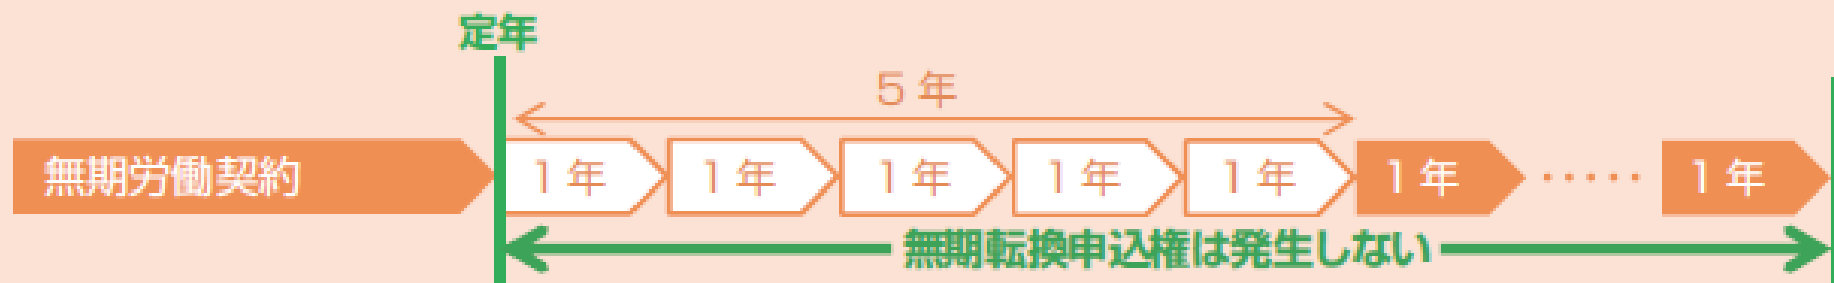 定年
5 年
無期労働契約
1 年
1 年
1 年
1 年
1 年
1 年
1 年
無期転換申込権は発生しない